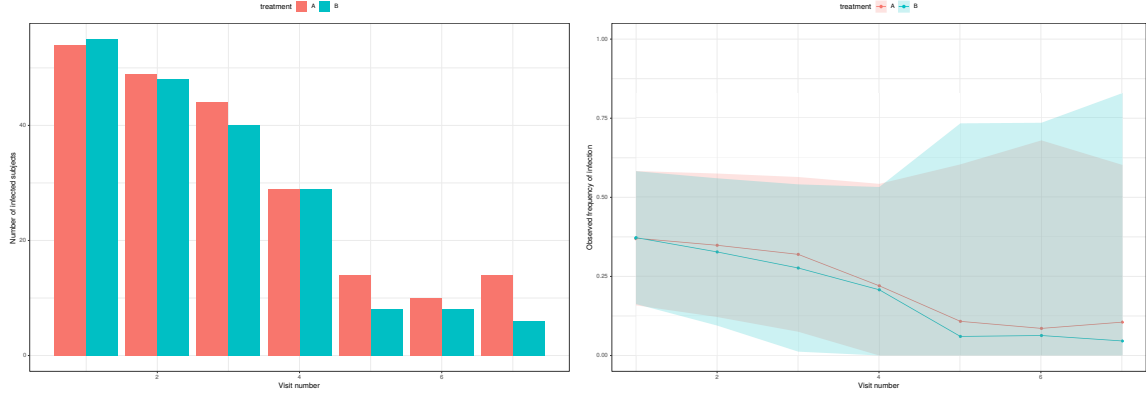 treatment A B
Number of infected subjects
40
20
0
2 4 6
Visit number
treatment A B
Observed frequency of infection
1.00
0.75
0.50
0.25
0.00
2 4 6
Visit number